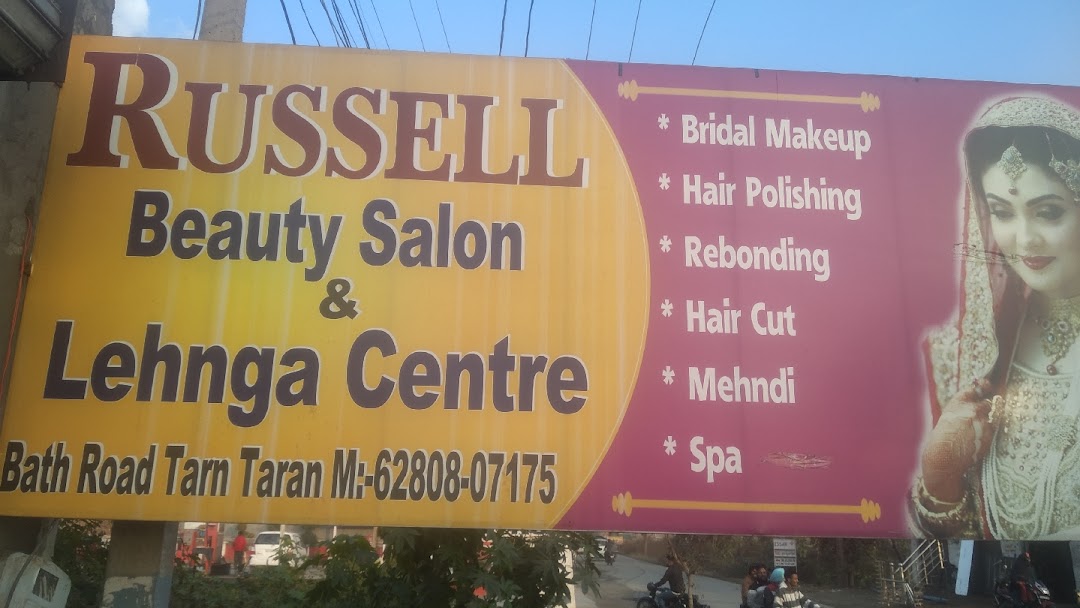 RUSSELL
Beauty Salon
&
Lehnga Centre
Bath Road Tarn Taran M:-62808-07175
* Bridal Makeup
* Hair Polishing
* Rebonding
* Hair Cut
* Mehndi
* Spa